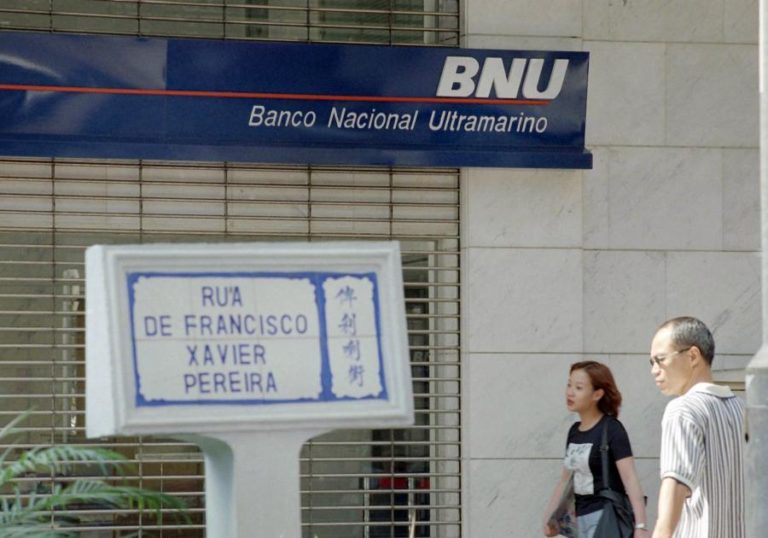 BNU
Banco Nacional Ultramarino
RUA
DE FRANCISCO
XAVIER
PEREIRA
俾利喇街